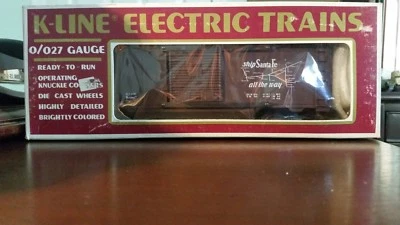 K-LINE® ELECTRIC TRAINS
O/027 GAUGE
READY - TO - RUN
OPERATING
KNUCKLE
DIE CAST WHEELS
HIGHLY DETAILED
BRIGHTLY COLORED
ship Santa Fe
all the way